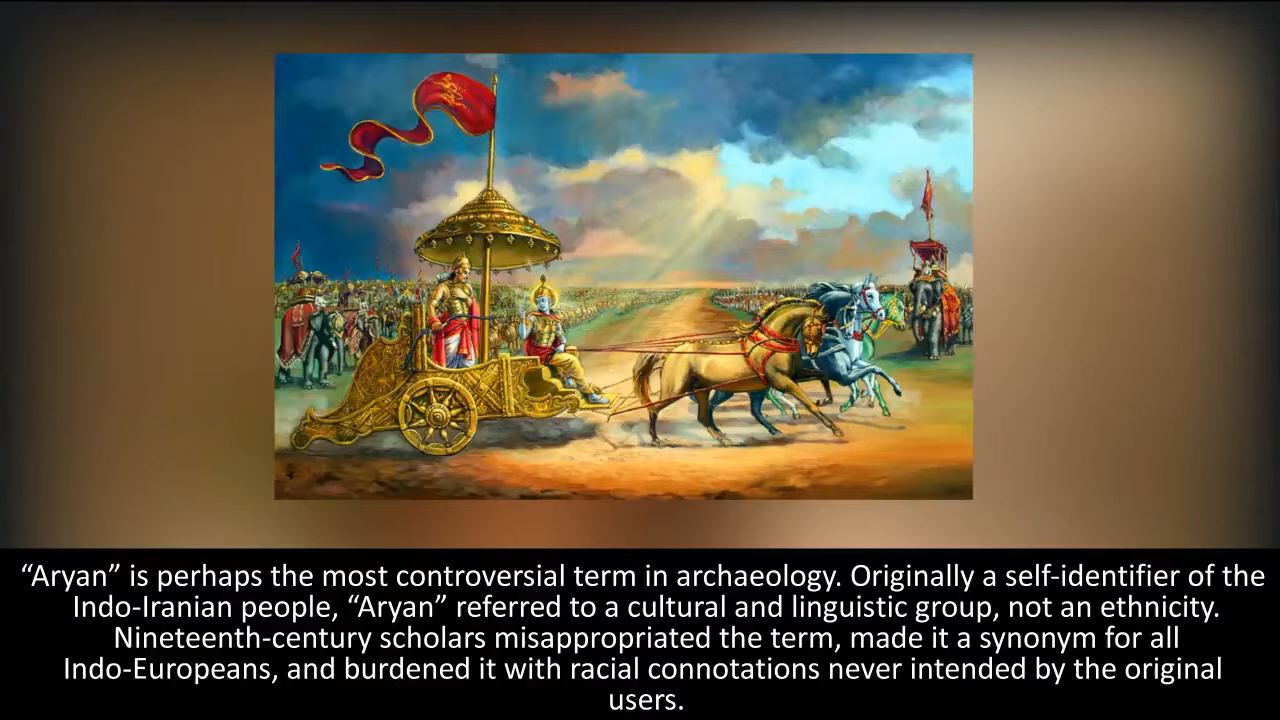 “Aryan” is perhaps the most controversial term in archaeology. Originally a self-identifier of the
Indo-Iranian people, “Aryan” referred to a cultural and linguistic group, not an ethnicity.
Nineteenth-century scholars misappropriated the term, made it a synonym for all
Indo-Europeans, and burdened it with racial connotations never intended by the original
users.